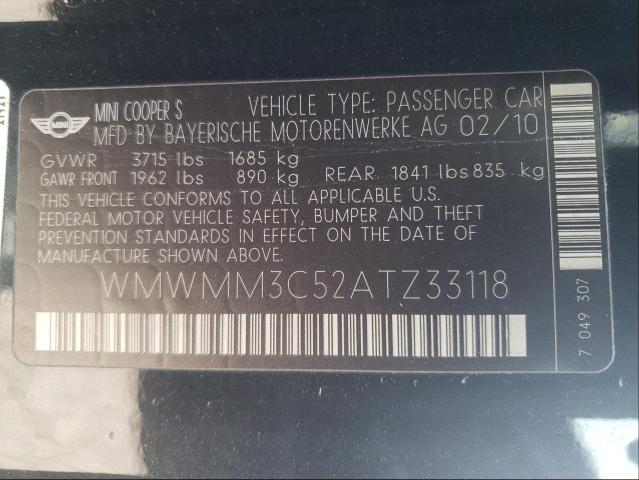 MINI
MINI COOPER S VEHICLE TYPE: PASSENGER CAR
MFD BY BAYERISCHE MOTORENWERKE AG 02/10
GVWR 3715 lbs 1685 kg
GAWR FRONT 1962 lbs 890 kg REAR 1841 lbs 835 kg
THIS VEHICLE CONFORMS TO ALL APPLICABLE U.S.
FEDERAL MOTOR VEHICLE SAFETY, BUMPER AND THEFT
PREVENTION STANDARDS IN EFFECT ON THE DATE OF
MANUFACTURE SHOWN ABOVE
WMWMM3C52ATZ33118
7 049 307